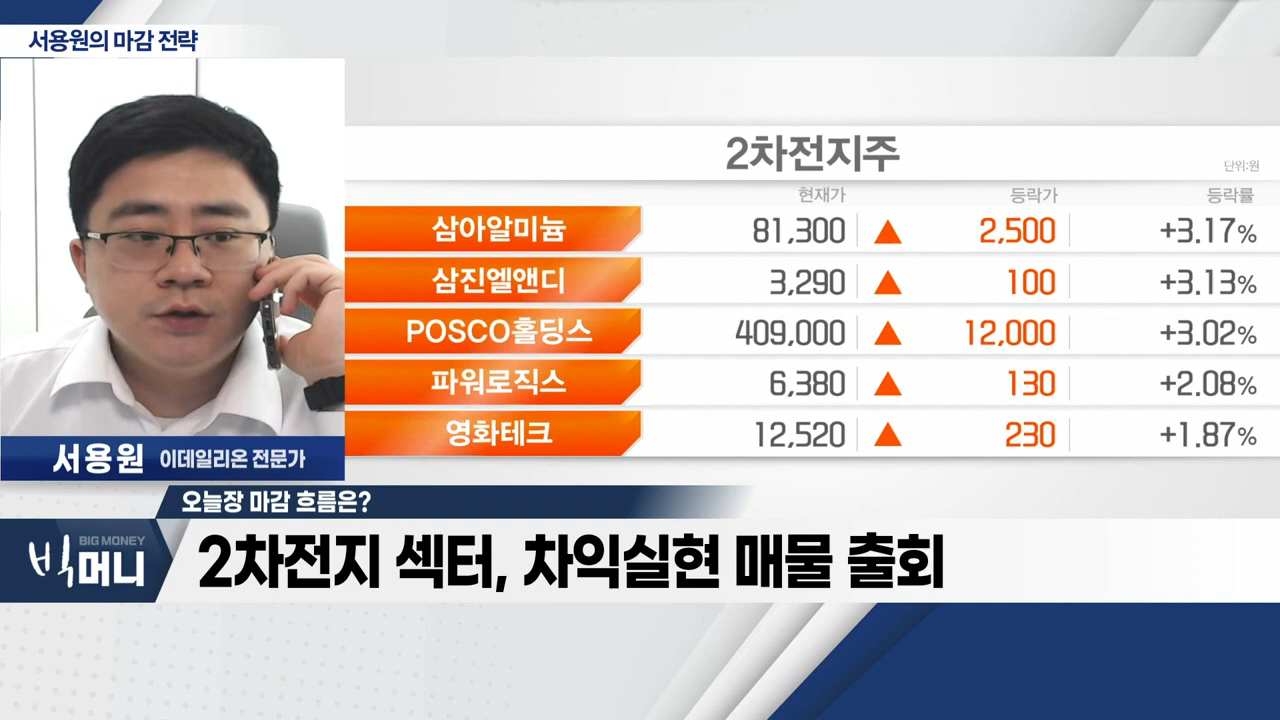 서용원의 마감 전략
2차전지주
단위:원
현재가 등락가 등락률
삼아알미늄 81,300 ▲ 2,500 +3.17%
삼진엘앤디 3,290 ▲ 100 +3.13%
POSCO홀딩스 409,000 ▲ 12,000 +3.02%
파워로직스 6,380 ▲ 130 +2.08%
영화테크 12,520 ▲ 230 +1.87%
서용원 이데일리온 전문가
오늘장 마감 흐름은?
BIG MONEY
빅머니
2차전지 섹터, 차익실현 매물 출회